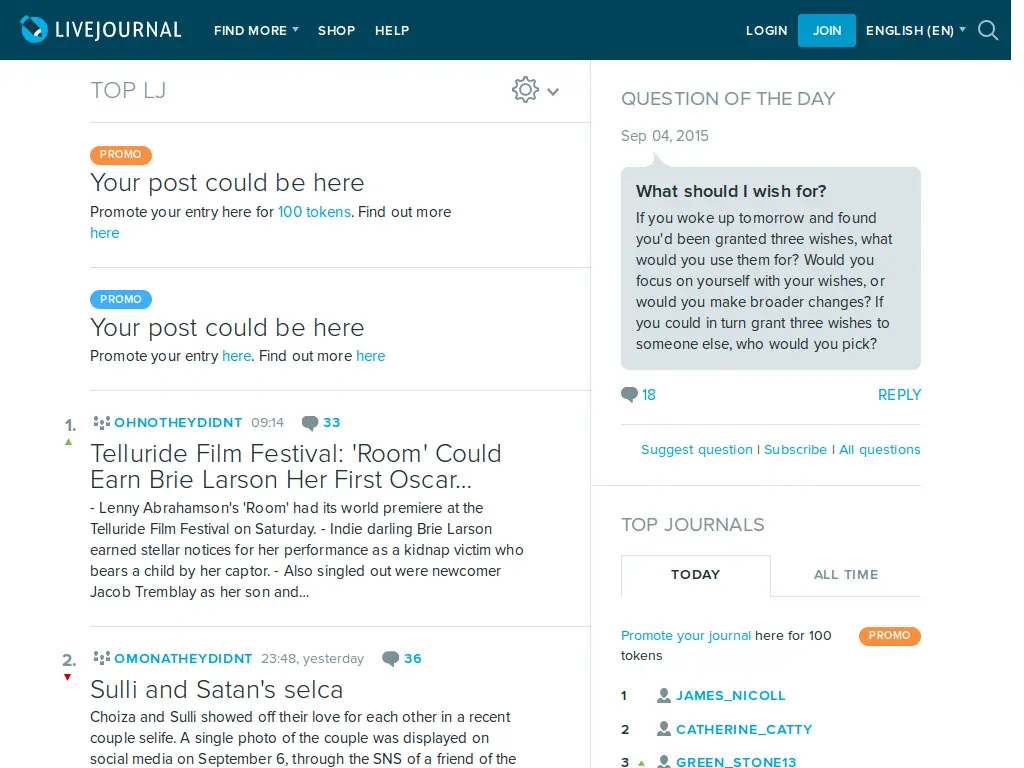 LIVEJOURNAL FIND MORE SHOP HELP LOGIN JOIN ENGLISH (EN)
TOP LJ
PROMO
Your post could be here
Promote your entry here for 100 tokens. Find out more
here
PROMO
Your post could be here
Promote your entry here. Find out more here
1. OHNOTHEYDIDNT 09:14 33
Telluride Film Festival: 'Room' Could
Earn Brie Larson Her First Oscar...
- Lenny Abrahamson's 'Room' had its world premiere at the
Telluride Film Festival on Saturday. - Indie darling Brie Larson
earned stellar notices for her performance as a kidnap victim who
bears a child by her captor. - Also singled out were newcomer
Jacob Tremblay as her son and...
2. OMONATHEYDIDNT 23:48, yesterday 36
Sulli and Satan's selca
Choiza and Sulli showed off their love for each other in a recent
couple selife. A single photo of the couple was displayed on
social media on September 6, through the SNS of a friend of the
QUESTION OF THE DAY
Sep 04, 2015
What should I wish for?
If you woke up tomorrow and found
you'd been granted three wishes, what
would you use them for? Would you
focus on yourself with your wishes, or
would you make broader changes? If
you could in turn grant three wishes to
someone else, who would you pick?
18 REPLY
Suggest question | Subscribe | All questions
TOP JOURNALS
TODAY ALL TIME
Promote your journal here for 100 PROMO
tokens
1 JAMES_NICOLL
2 CATHERINE_CATTY
3 GREEN_STONE13